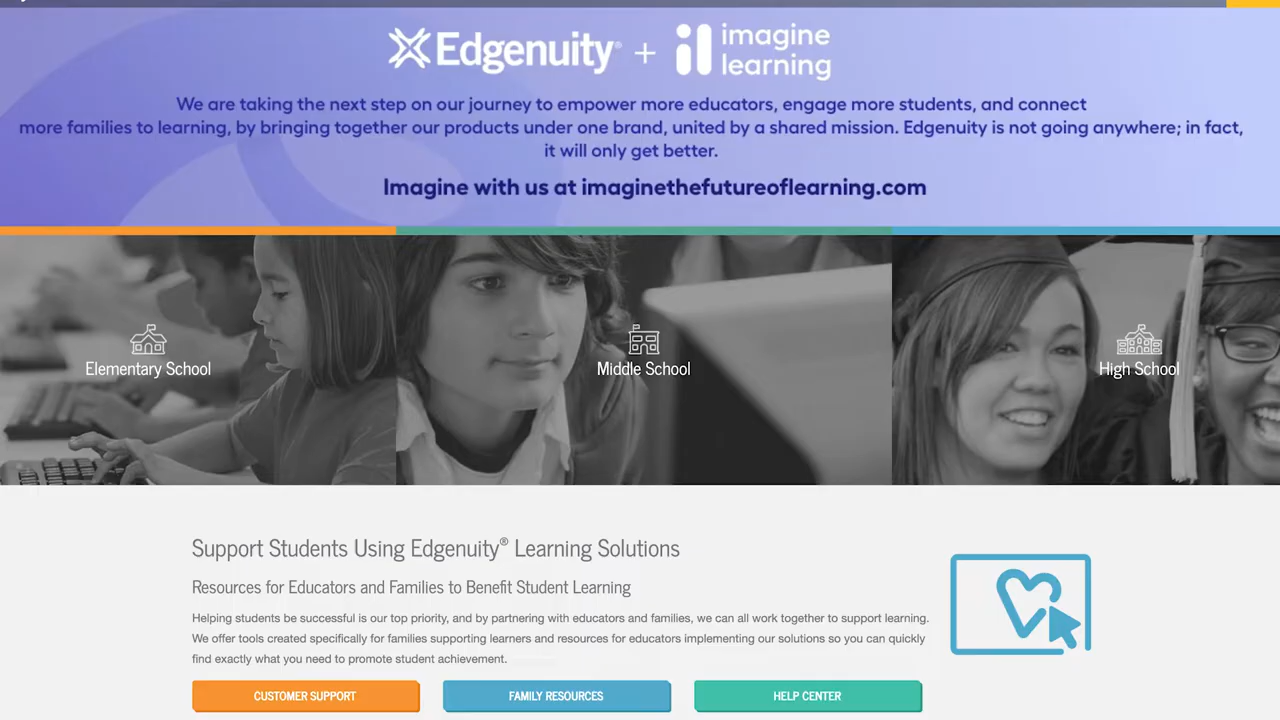 Edgenuity® + imagine learning
We are taking the next step on our journey to empower more educators, engage more students, and connect
more families to learning, by bringing together our products under one brand, united by a shared mission. Edgenuity is not going anywhere; in fact,
it will only get better.
Imagine with us at imaginethefutureoflearning.com
Elementary School
Middle School
High School
Support Students Using Edgenuity® Learning Solutions
Resources for Educators and Families to Benefit Student Learning
Helping students be successful is our top priority, and by partnering with educators and families, we can all work together to support learning.
We offer tools created specifically for families supporting learners and resources for educators implementing our solutions so you can quickly
find exactly what you need to promote student achievement.
CUSTOMER SUPPORT
FAMILY RESOURCES
HELP CENTER